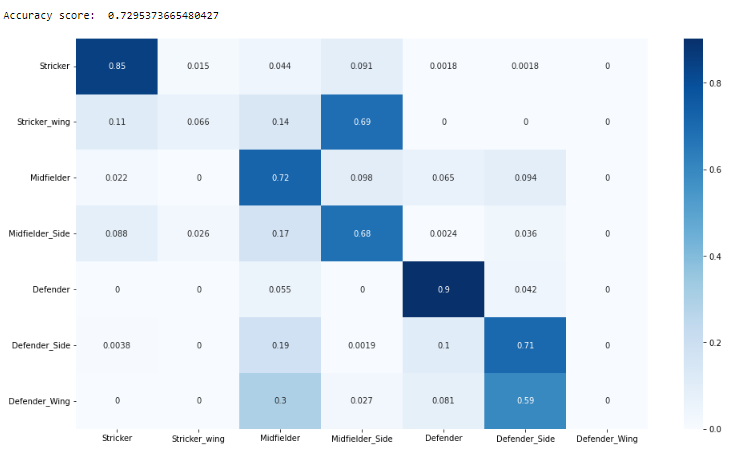 Accuracy score: 0.7295373665480427
Stricker 0.85 0.015 0.044 0.091 0.0018 0.0018 0
Stricker_wing 0.11 0.066 0.14 0.69 0 0 0
Midfielder 0.022 0 0.72 0.098 0.065 0.094 0
Midfielder_Side 0.088 0.026 0.17 0.68 0.0024 0.036 0
Defender 0 0 0.055 0 0.9 0.042 0
Defender_Side 0.0038 0 0.19 0.0019 0.1 0.71 0
Defender_Wing 0 0 0.3 0.027 0.081 0.59 0
Stricker Stricker_wing Midfielder Midfielder_Side Defender Defender_Side Defender_Wing
0.8
0.6
0.4
0.2
0.0